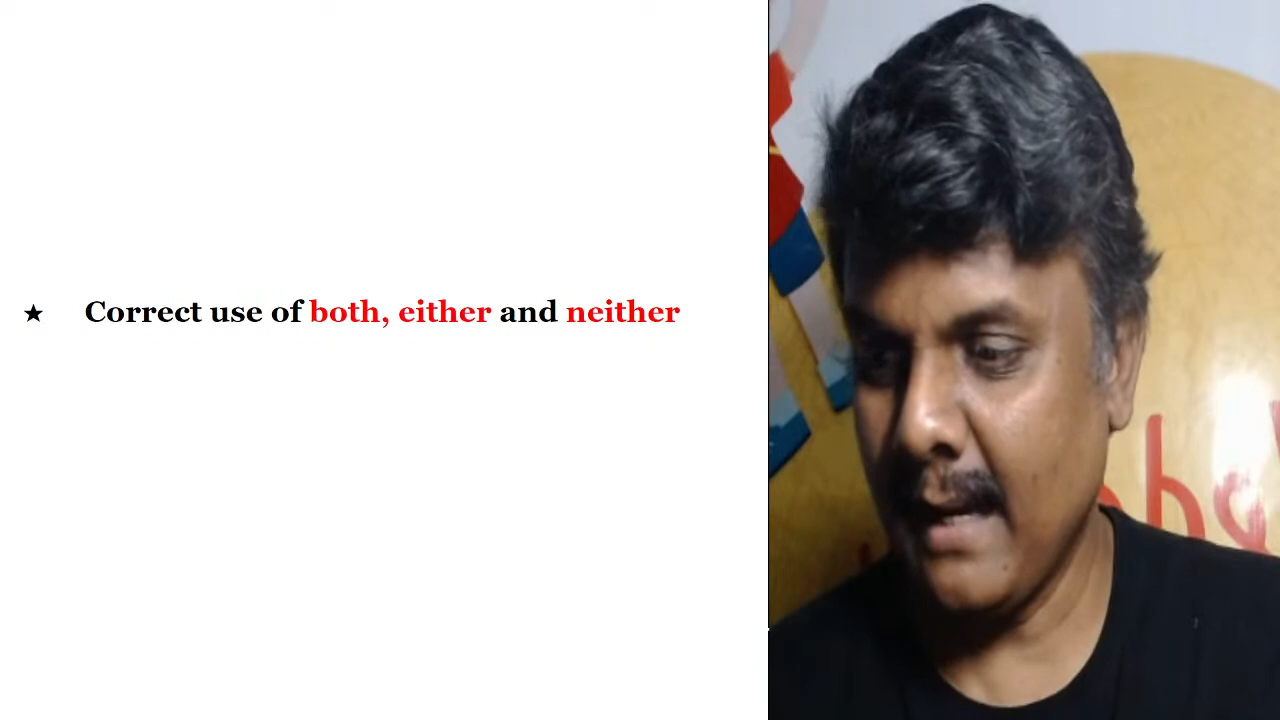 ★ Correct use of both, either and neither